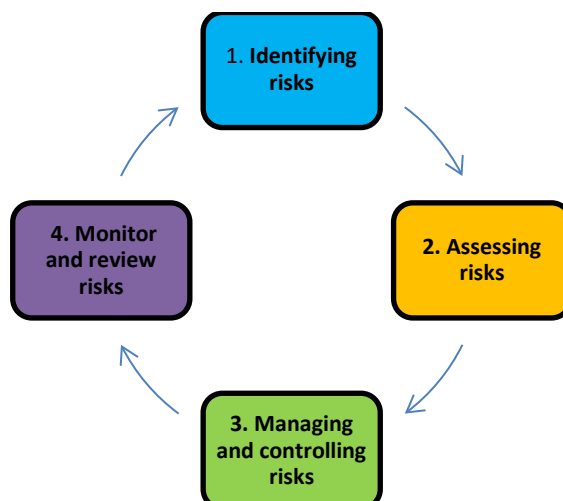 1. Identifying
risks
2. Assessing
risks
3. Managing
and controlling
risks
4. Monitor
and review
risks